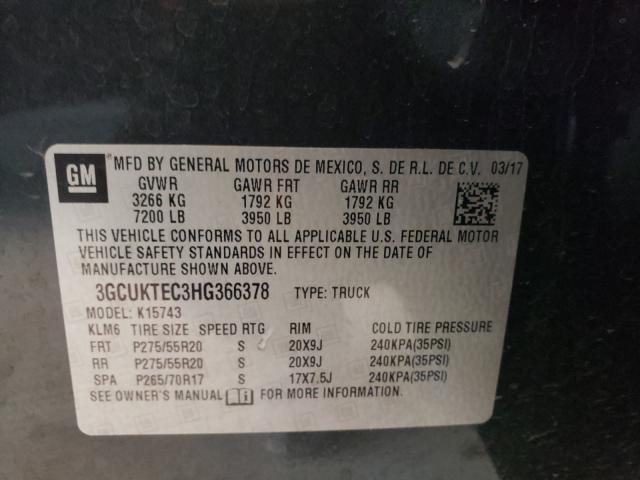 GM
MFD BY GENERAL MOTORS DE MEXICO, S. DE R.L. DE C.V. 03/17
GVWR GAWR FRT GAWR RR
3266 KG 1792 KG 1792 KG
7200 LB 3950 LB 3950 LB
THIS VEHICLE CONFORMS TO ALL APPLICABLE U.S. FEDERAL MOTOR
VEHICLE SAFETY STANDARDS IN EFFECT ON THE DATE OF
MANUFACTURE SHOWN ABOVE.
3GCUKTEC3HG366378 TYPE: TRUCK
MODEL: K15743
KLM6 TIRE SIZE SPEED RTG RIM COLD TIRE PRESSURE
FRT P275/55R20 S 20X9J 240KPA(35PSI)
RR P275/55R20 S 20X9J 240KPA(35PSI)
SPA P265/70R17 S 17X7.5J 240KPA(35PSI)
SEE OWNER'S MANUAL FOR MORE INFORMATION.